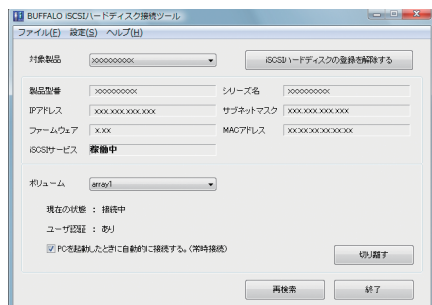 BUFFALO iSCSIハードディスク接続ツール
ファイル(F) 設定(S) ヘルプ(H)
対象製品 xxxxxxxxx iSCSIハードディスクの登録を解除する
製品型番 xxxxxxxxx シリーズ名 xxxxxxxxx
IPアドレス xxx.xxx.xxx.xxx サブネットマスク xxx.xxx.xxx.xxx
ファームウェア x.xx MACアドレス xx:xx:xx:xx:xx:xx
iSCSIサービス 稼働中
ボリューム array1
現在の状態 : 接続中
ユーザ認証 : あり
PCを起動したときに自動的に接続する。(常時接続)
切り離す
再検索 終了